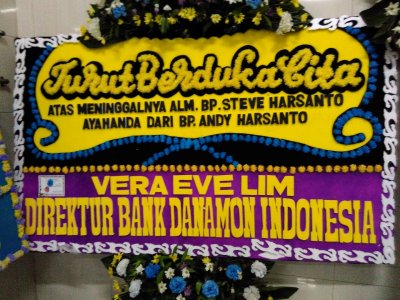 Turut Berduka Cita
ATAS MENINGGALNYA ALM. BP. STEVE HARSANTO
AYAHANDA DARI BP. ANDY HARSANTO
VERA EVE LIM
DIREKTUR BANK DANAMON INDONESIA